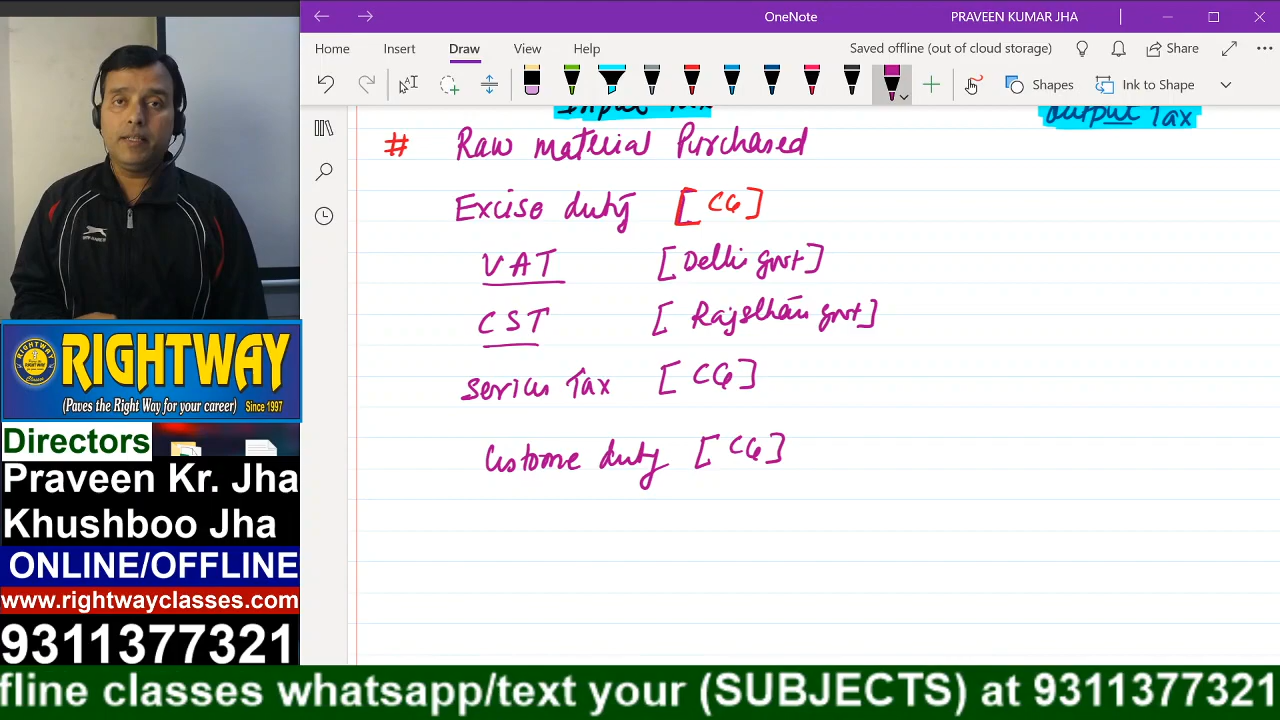 OneNote
PRAVEEN KUMAR JHA
Home Insert Draw View Help
Saved offline (out of cloud storage)
Share
Shapes
Ink to Shape
Input Tax
Output Tax
# Raw material Purchased
Excise duty [CG]
VAT [Delhi govt]
CST [Rajsthan govt]
Service Tax [CG]
Custome duty [CG]
RIGHTWAY
(Paves the Right Way for your career) Since 1997
Directors
Praveen Kr. Jha
Khushboo Jha
ONLINE/OFFLINE
www.rightwayclasses.com
9311377321
fline classes whatsapp/text your (SUBJECTS) at 9311377321